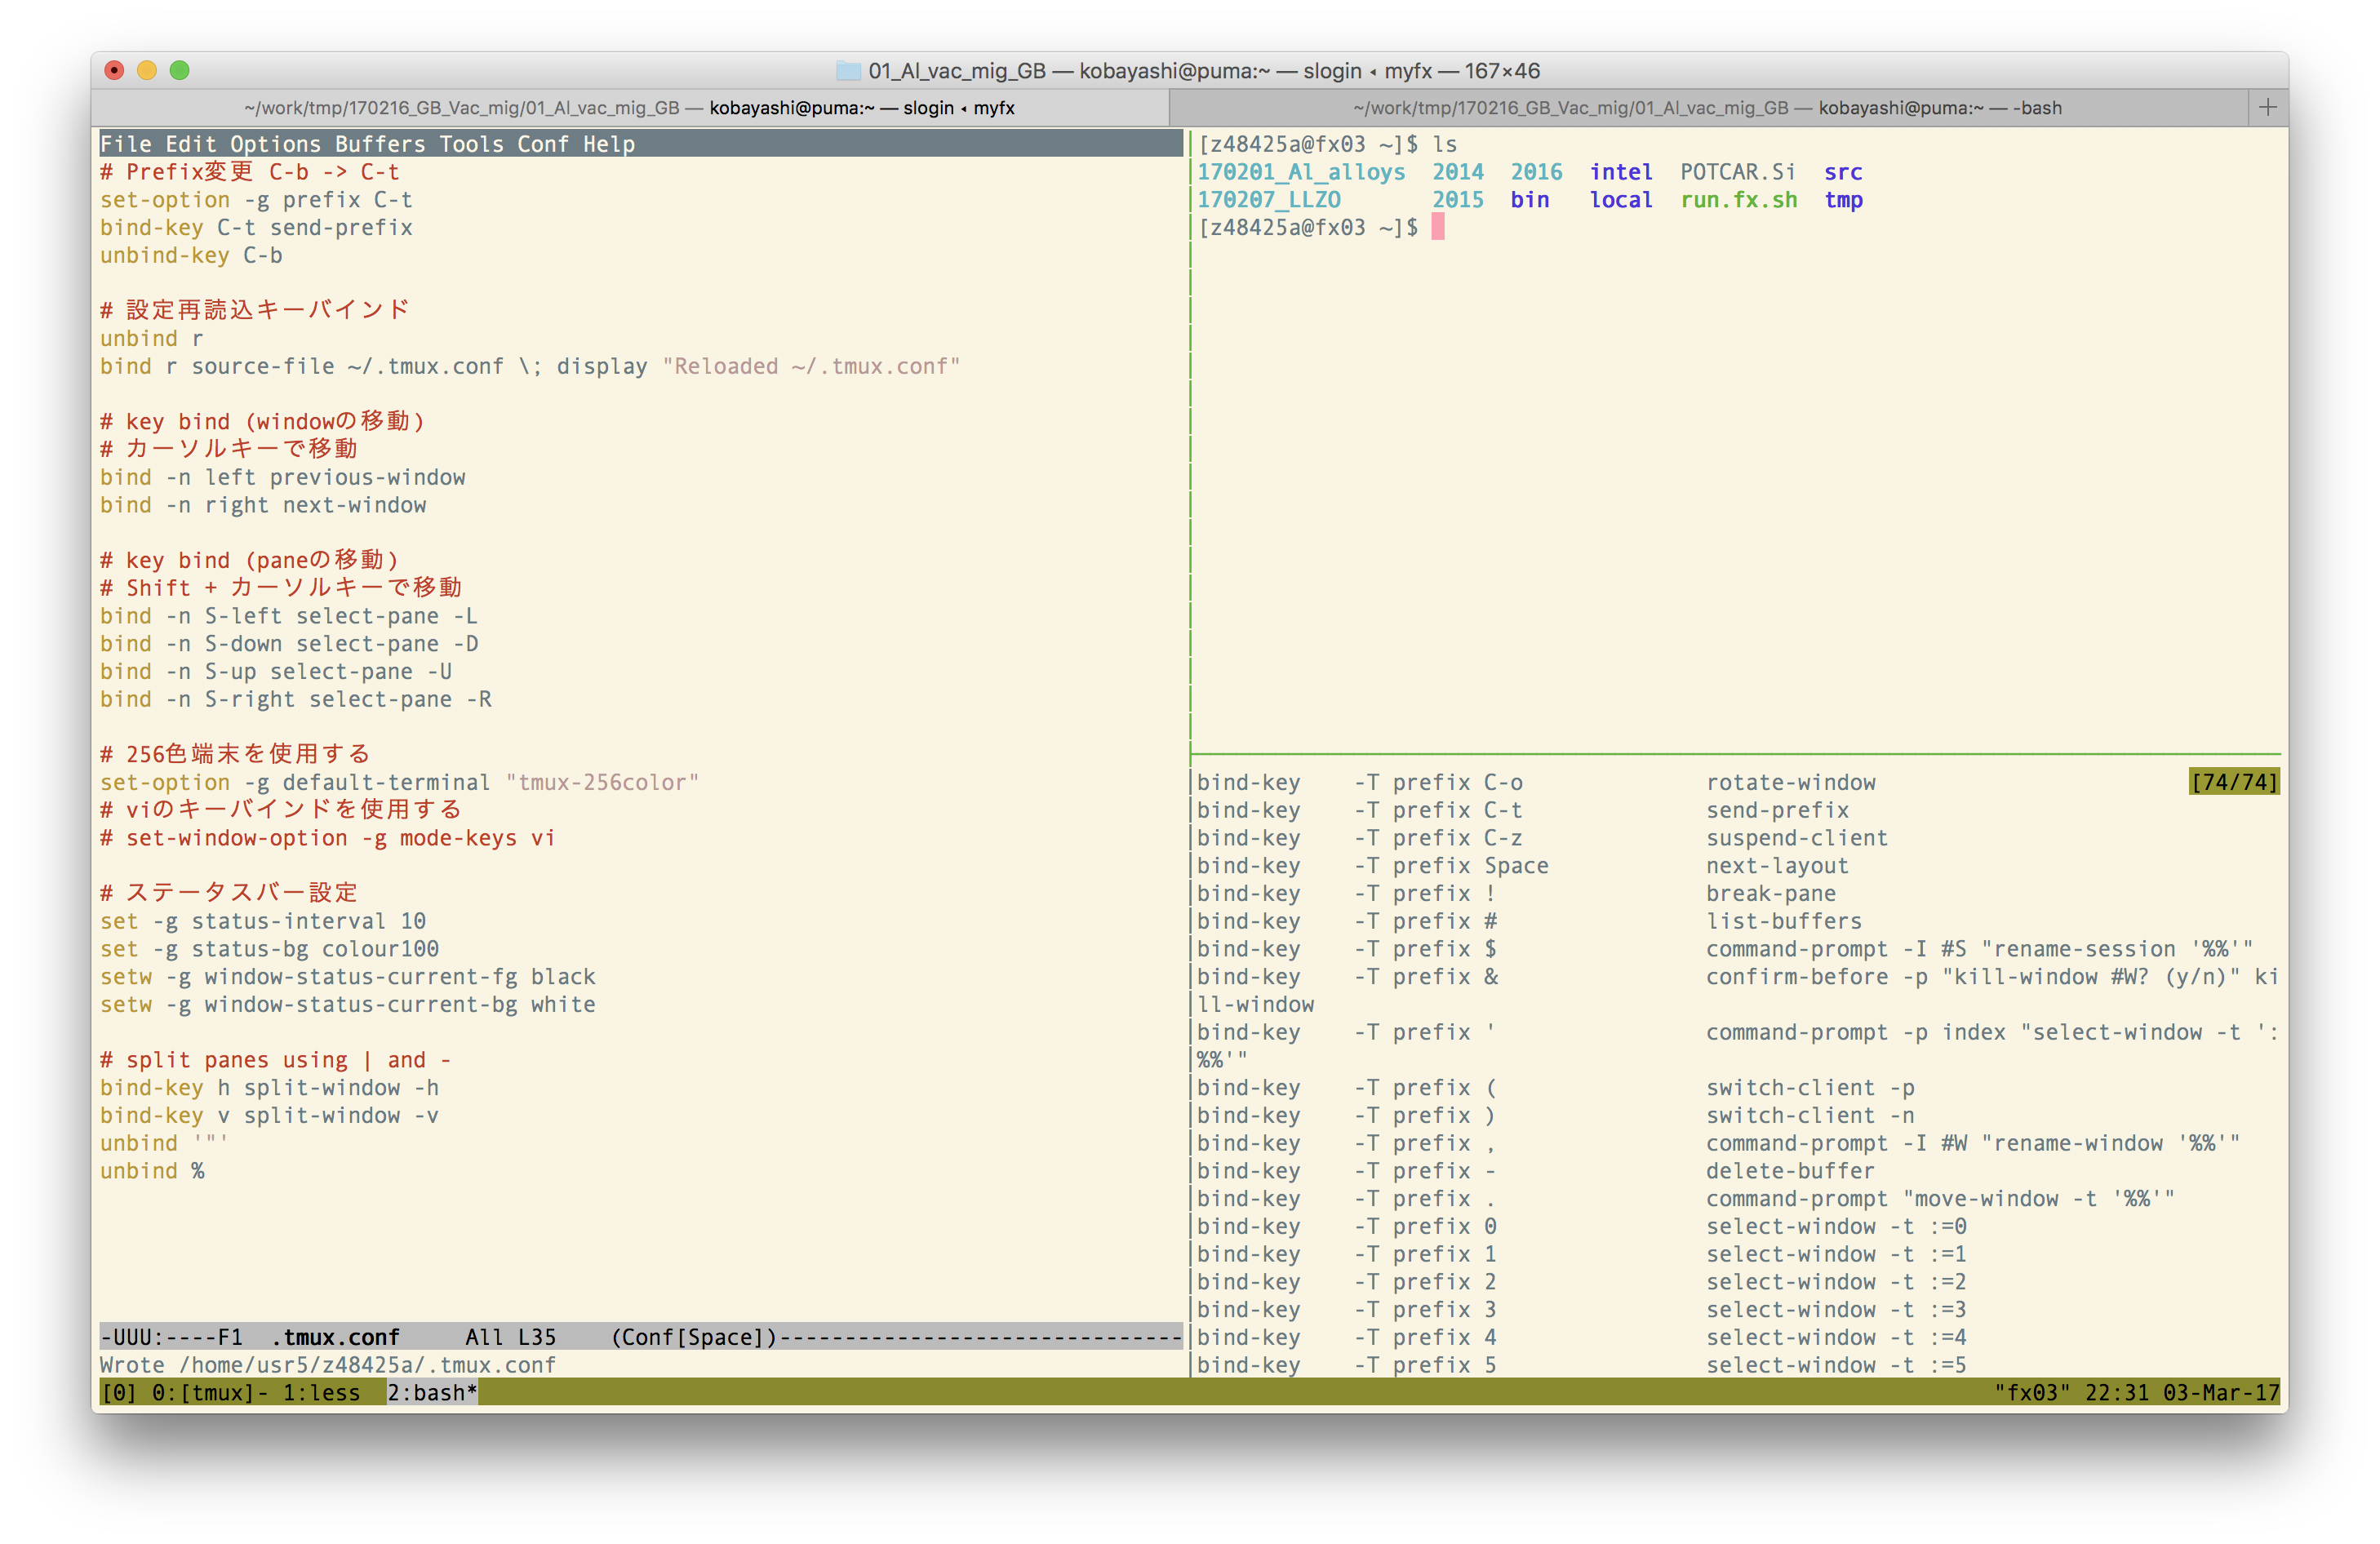 01_Al_vac_mig_GB — kobayashi@puma:~ — slogin ◂ myfx — 167×46
~/work/tmp/170216_GB_Vac_mig/01_Al_vac_mig_GB — kobayashi@puma:~ — slogin ◂ myfx
~/work/tmp/170216_GB_Vac_mig/01_Al_vac_mig_GB — kobayashi@puma:~ — -bash
File Edit Options Buffers Tools Conf Help
# Prefix変更 C-b -> C-t
set-option -g prefix C-t
bind-key C-t send-prefix
unbind-key C-b
# 設定再読込キーバインド
unbind r
bind r source-file ~/.tmux.conf \; display "Reloaded ~/.tmux.conf"
# key bind (windowの移動)
# カーソルキーで移動
bind -n left previous-window
bind -n right next-window
# key bind (paneの移動)
# Shift + カーソルキーで移動
bind -n S-left select-pane -L
bind -n S-down select-pane -D
bind -n S-up select-pane -U
bind -n S-right select-pane -R
# 256色端末を使用する
set-option -g default-terminal "tmux-256color"
# viのキーバインドを使用する
# set-window-option -g mode-keys vi
# ステータスバー設定
set -g status-interval 10
set -g status-bg colour100
setw -g window-status-current-fg black
setw -g window-status-current-bg white
# split panes using | and -
bind-key h split-window -h
bind-key v split-window -v
unbind '"'
unbind %
-UUU:----F1  .tmux.conf     All L35    (Conf[Space])-------------------------------
Wrote /home/usr5/z48425a/.tmux.conf
[z48425a@fx03 ~]$ ls
170201_Al_alloys  2014  2016  intel  POTCAR.Si  src
170207_LLZO       2015  bin   local  run.fx.sh  tmp
[z48425a@fx03 ~]$
bind-key    -T prefix C-o              rotate-window                        [74/74]
bind-key    -T prefix C-t              send-prefix
bind-key    -T prefix C-z              suspend-client
bind-key    -T prefix Space            next-layout
bind-key    -T prefix !                break-pane
bind-key    -T prefix #                list-buffers
bind-key    -T prefix $                command-prompt -I #S "rename-session '%%'"
bind-key    -T prefix &                confirm-before -p "kill-window #W? (y/n)" ki
ll-window
bind-key    -T prefix '                command-prompt -p index "select-window -t ':
%%'"
bind-key    -T prefix (                switch-client -p
bind-key    -T prefix )                switch-client -n
bind-key    -T prefix ,                command-prompt -I #W "rename-window '%%'"
bind-key    -T prefix -                delete-buffer
bind-key    -T prefix .                command-prompt "move-window -t '%%'"
bind-key    -T prefix 0                select-window -t :=0
bind-key    -T prefix 1                select-window -t :=1
bind-key    -T prefix 2                select-window -t :=2
bind-key    -T prefix 3                select-window -t :=3
bind-key    -T prefix 4                select-window -t :=4
bind-key    -T prefix 5                select-window -t :=5
[0] 0:[tmux]- 1:less  2:bash*                "fx03" 22:31 03-Mar-17